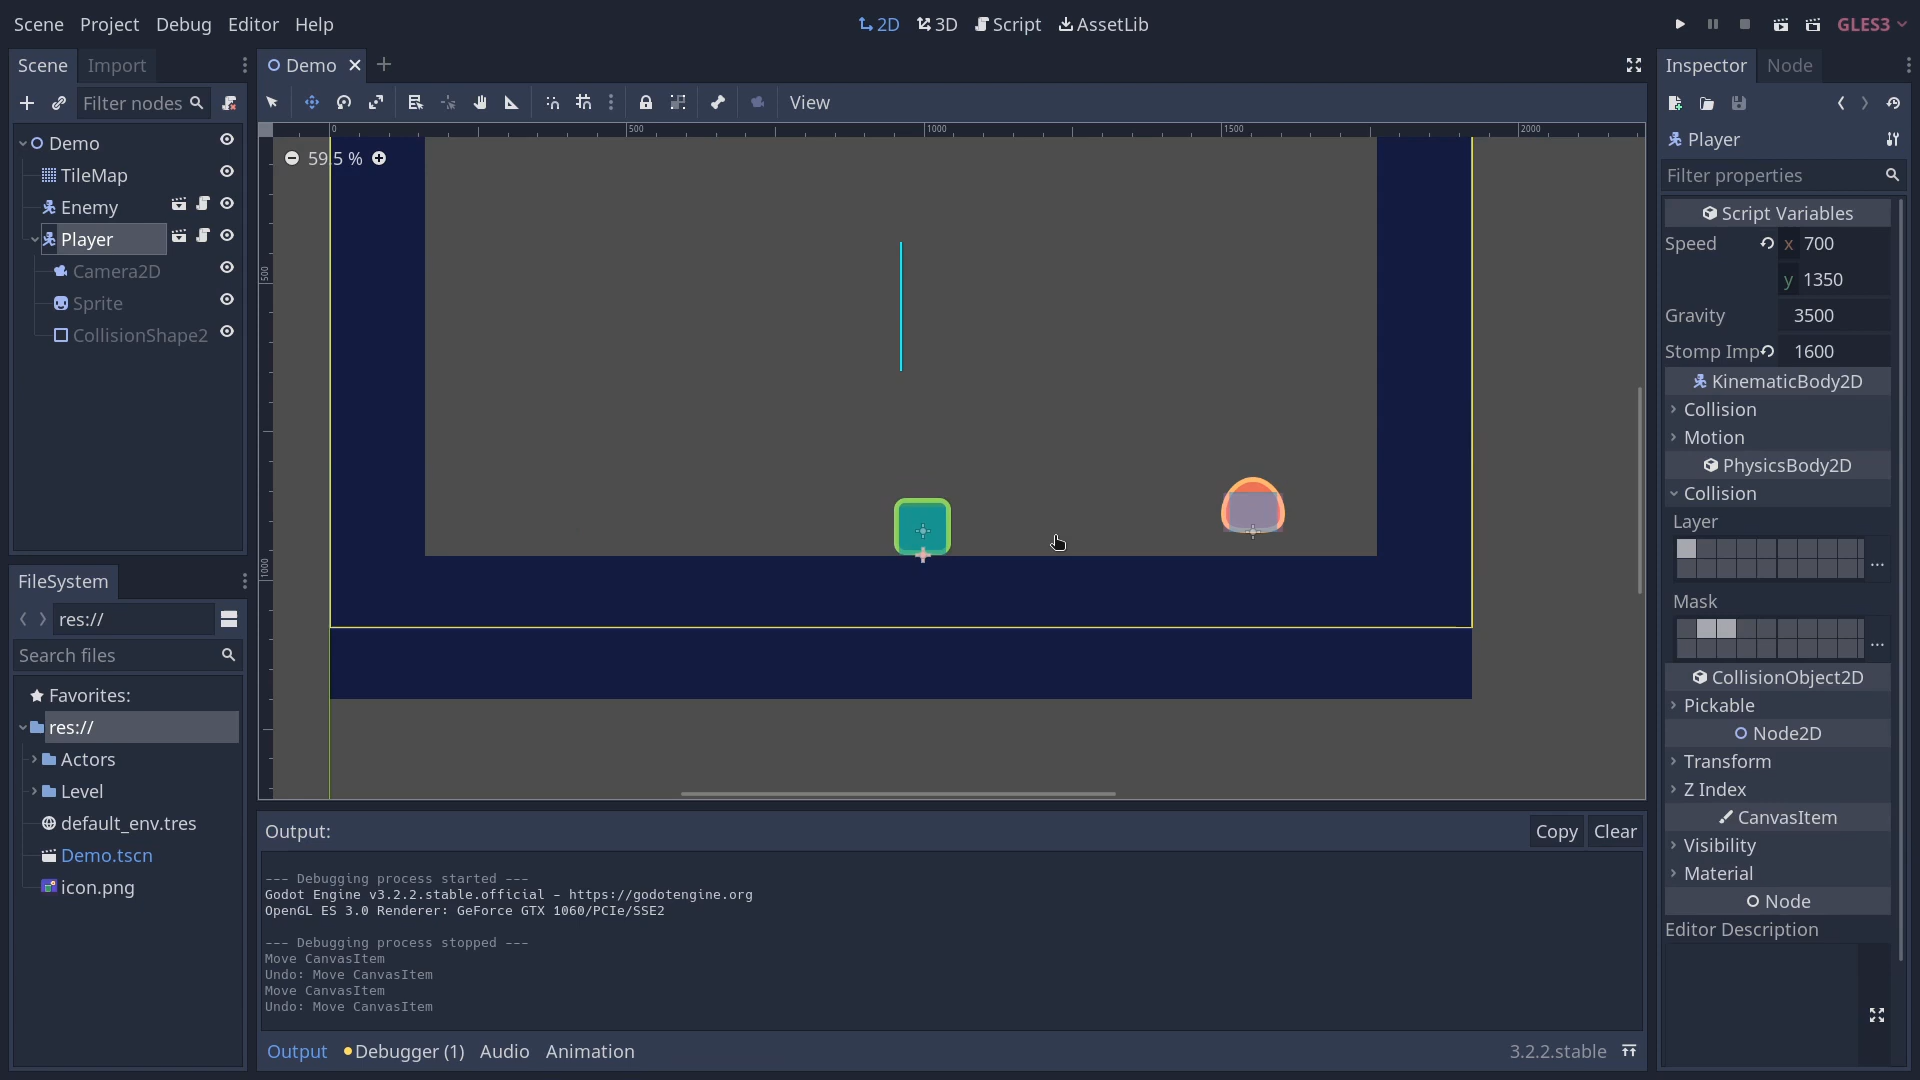 Scene Project Debug Editor Help
2D 3D Script AssetLib
GLES3
Scene Import
Filter nodes
Demo
TileMap
Enemy
Player
Camera2D
Sprite
CollisionShape2
FileSystem
res://
Search files
Favorites:
res://
Actors
Level
default_env.tres
Demo.tscn
icon.png
Demo
View
0 500 1000 1500 2000
59.5 %
500
1000
Output:
Copy Clear
--- Debugging process started ---
Godot Engine v3.2.2.stable.official - https://godotengine.org
OpenGL ES 3.0 Renderer: GeForce GTX 1060/PCIe/SSE2
--- Debugging process stopped ---
Move CanvasItem
Undo: Move CanvasItem
Move CanvasItem
Undo: Move CanvasItem
Output Debugger (1) Audio Animation
3.2.2.stable
Inspector Node
Player
Filter properties
Script Variables
Speed x 700
y 1350
Gravity 3500
Stomp Imp 1600
KinematicBody2D
Collision
Motion
PhysicsBody2D
Collision
Layer
...
Mask
...
CollisionObject2D
Pickable
Node2D
Transform
Z Index
CanvasItem
Visibility
Material
Node
Editor Description